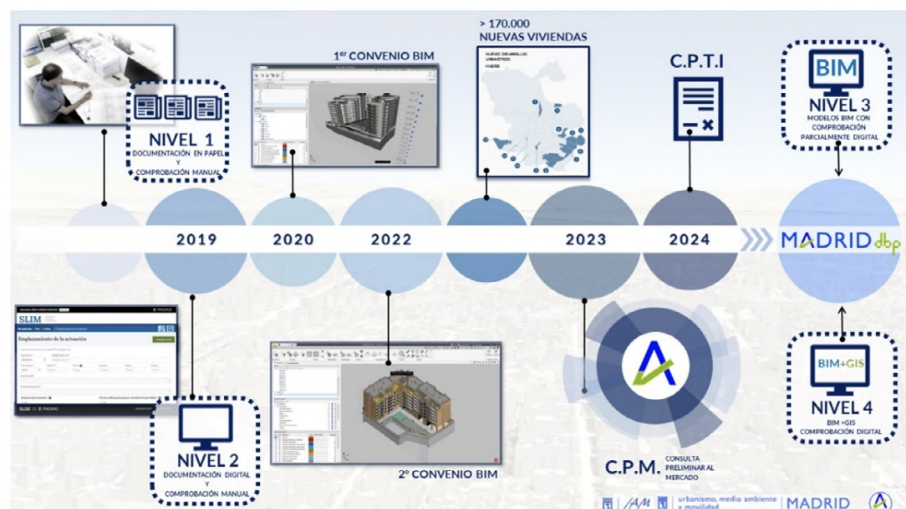 > 170.000
NUEVAS VIVIENDAS
1er CONVENIO BIM
C.P.T.I
BIM
NIVEL 3
MODELOS BIM CON
COMPROBACIÓN
PARCIALMENTE DIGITAL
NIVEL 1
DOCUMENTACIÓN EN PAPEL
Y
COMPROBACIÓN MANUAL
2019
2020
2022
2023
2024
MADRID dbp
SLIM
Emplazamiento de la actuación
SLIM
MADRID
NIVEL 2
DOCUMENTACIÓN DIGITAL
Y
COMPROBACIÓN MANUAL
2º CONVENIO BIM
C.P.M.
CONSULTA
PRELIMINAR AL
MERCADO
BIM+GIS
NIVEL 4
BIM +GIS
COMPROBACIÓN DIGITAL
urbanismo, medio ambiente
y movilidad
MADRID